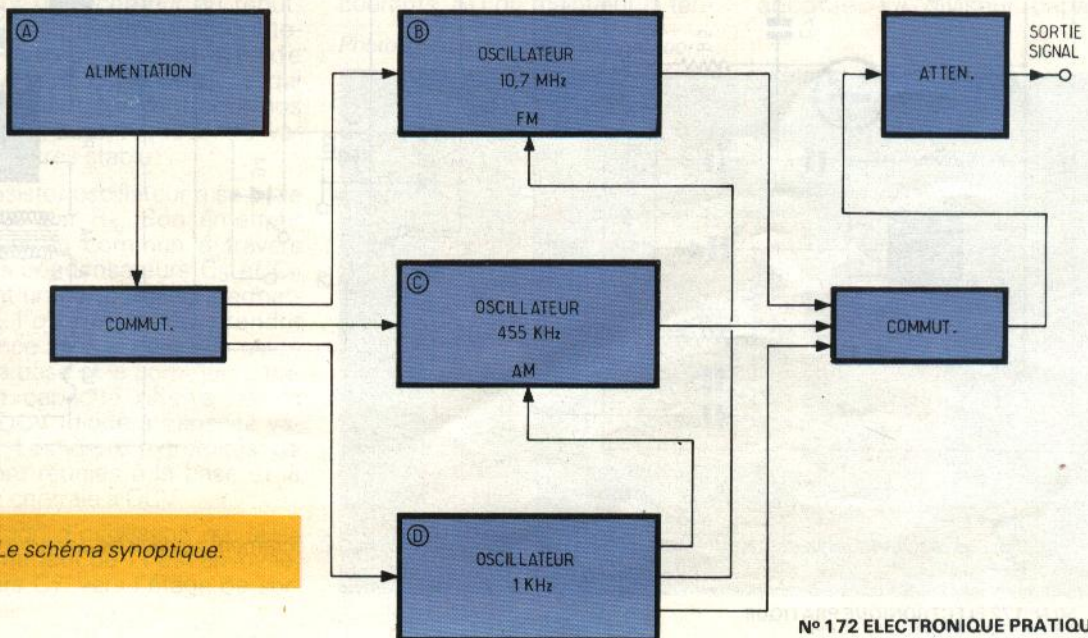 A
ALIMENTATION
COMMUT.
B
OSCILLATEUR
10,7 MHz
FM
C
OSCILLATEUR
455 KHz
AM
D
OSCILLATEUR
1 KHz
COMMUT.
ATTEN.
SORTIE
SIGNAL
Le schéma synoptique.
Nº 172 ELECTRONIQUE PRATIQU